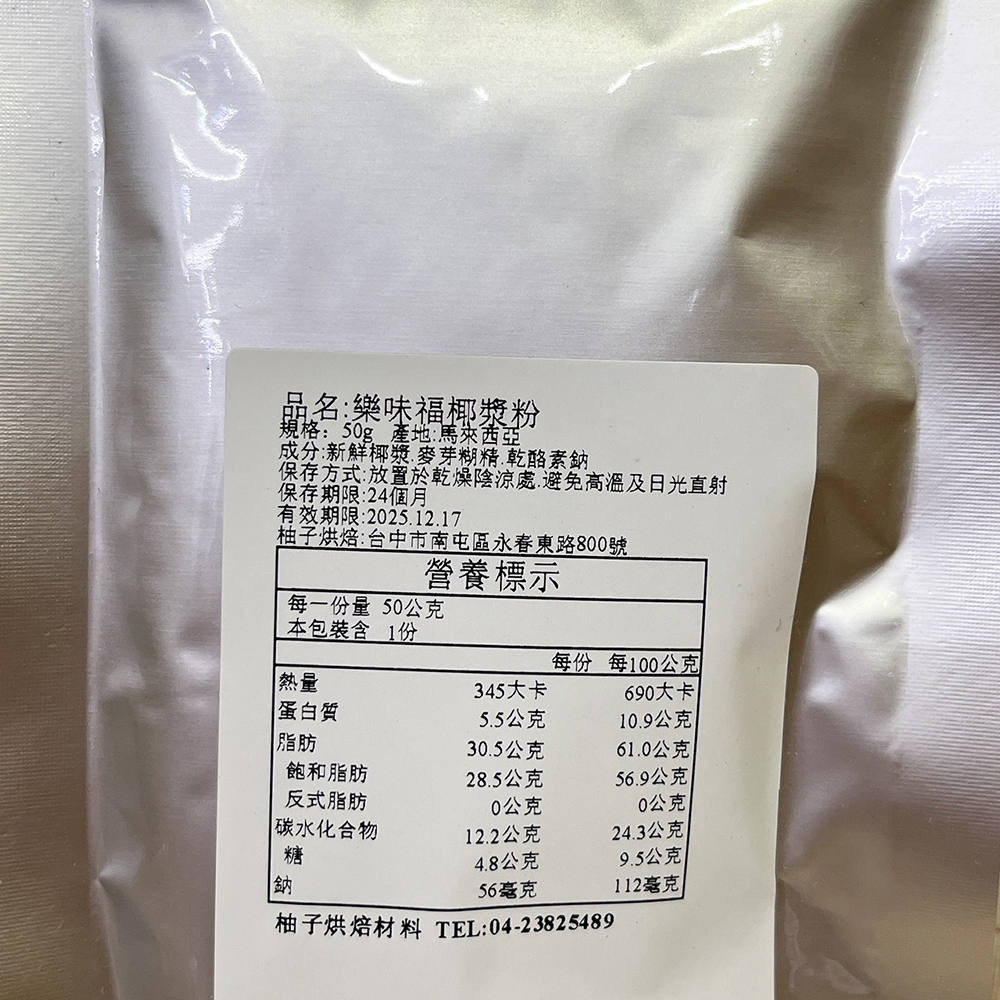 品名:樂味福椰漿粉
規格: 50g 產地:馬來西亞
成分:新鮮椰漿.麥芽糊精.乾酪素鈉
保存方式:放置於乾燥陰涼處.避免高溫及日光直射
保存期限:24個月
有效期限:2025.12.17
柚子烘焙:台中市南屯區永春東路800號
營養標示
每一份量 50公克
本包裝含 1份
每份 每100公克
熱量 345大卡 690大卡
蛋白質 5.5公克 10.9公克
脂肪 30.5公克 61.0公克
飽和脂肪 28.5公克 56.9公克
反式脂肪 0公克 0公克
碳水化合物 12.2公克 24.3公克
糖 4.8公克 9.5公克
鈉 56毫克 112毫克
柚子烘焙材料 TEL:04-23825489